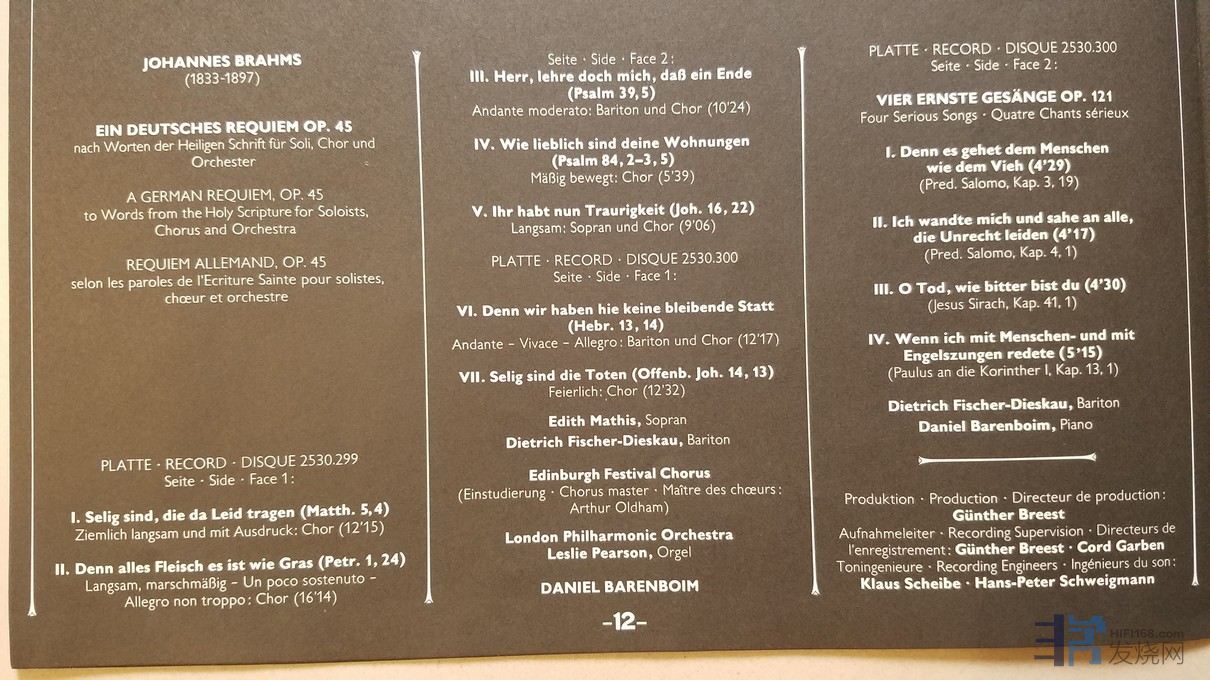 JOHANNES BRAHMS
(1833-1897)
EIN DEUTSCHES REQUIEM OP. 45
nach Worten der Heiligen Schrift für Soli, Chor und
Orchester
A GERMAN REQUIEM, OP. 45
to Words from the Holy Scripture for Soloists,
Chorus and Orchestra
REQUIEM ALLEMAND, OP. 45
selon les paroles de l'Ecriture Sainte pour solistes,
chœur et orchestre
PLATTE · RECORD · DISQUE 2530.299
Seite · Side · Face 1:
I. Selig sind, die da Leid tragen (Matth. 5,4)
Ziemlich langsam und mit Ausdruck: Chor (12'15)
II. Denn alles Fleisch es ist wie Gras (Petr. 1, 24)
Langsam, marschmäßig – Un poco sostenuto –
Allegro non troppo: Chor (16'14)
Seite · Side · Face 2:
III. Herr, lehre doch mich, daß ein Ende
(Psalm 39,5)
Andante moderato: Bariton und Chor (10'24)
IV. Wie lieblich sind deine Wohnungen
(Psalm 84, 2–3, 5)
Mäßig bewegt: Chor (5'39)
V. Ihr habt nun Traurigkeit (Joh. 16, 22)
Langsam: Sopran und Chor (9'06)
PLATTE · RECORD · DISQUE 2530.300
Seite · Side · Face 1:
VI. Denn wir haben hie keine bleibende Statt
(Hebr. 13, 14)
Andante – Vivace – Allegro: Bariton und Chor (12'17)
VII. Selig sind die Toten (Offenb. Joh. 14, 13)
Feierlich: Chor (12'32)
Edith Mathis, Sopran
Dietrich Fischer-Dieskau, Bariton
Edinburgh Festival Chorus
(Einstudierung · Chorus master · Maître des chœurs:
Arthur Oldham)
London Philharmonic Orchestra
Leslie Pearson, Orgel
DANIEL BARENBOIM
–12–
PLATTE · RECORD · DISQUE 2530.300
Seite · Side · Face 2:
VIER ERNSTE GESÄNGE OP. 121
Four Serious Songs · Quatre Chants sérieux
I. Denn es gehet dem Menschen
wie dem Vieh (4'29)
(Pred. Salomo, Kap. 3, 19)
II. Ich wandte mich und sahe an alle,
die Unrecht leiden (4'17)
(Pred. Salomo, Kap. 4, 1)
III. O Tod, wie bitter bist du (4'30)
(Jesus Sirach, Kap. 41, 1)
IV. Wenn ich mit Menschen- und mit
Engelszungen redete (5'15)
(Paulus an die Korinther I, Kap. 13, 1)
Dietrich Fischer-Dieskau, Bariton
Daniel Barenboim, Piano
Produktion · Production · Directeur de production:
Günther Breest
Aufnahmeleiter · Recording Supervision · Directeurs de
l'enregistrement: Günther Breest · Cord Garben
Toningenieure · Recording Engineers · Ingénieurs du son:
Klaus Scheibe · Hans-Peter Schweigmann
HIFI168.com
发烧网